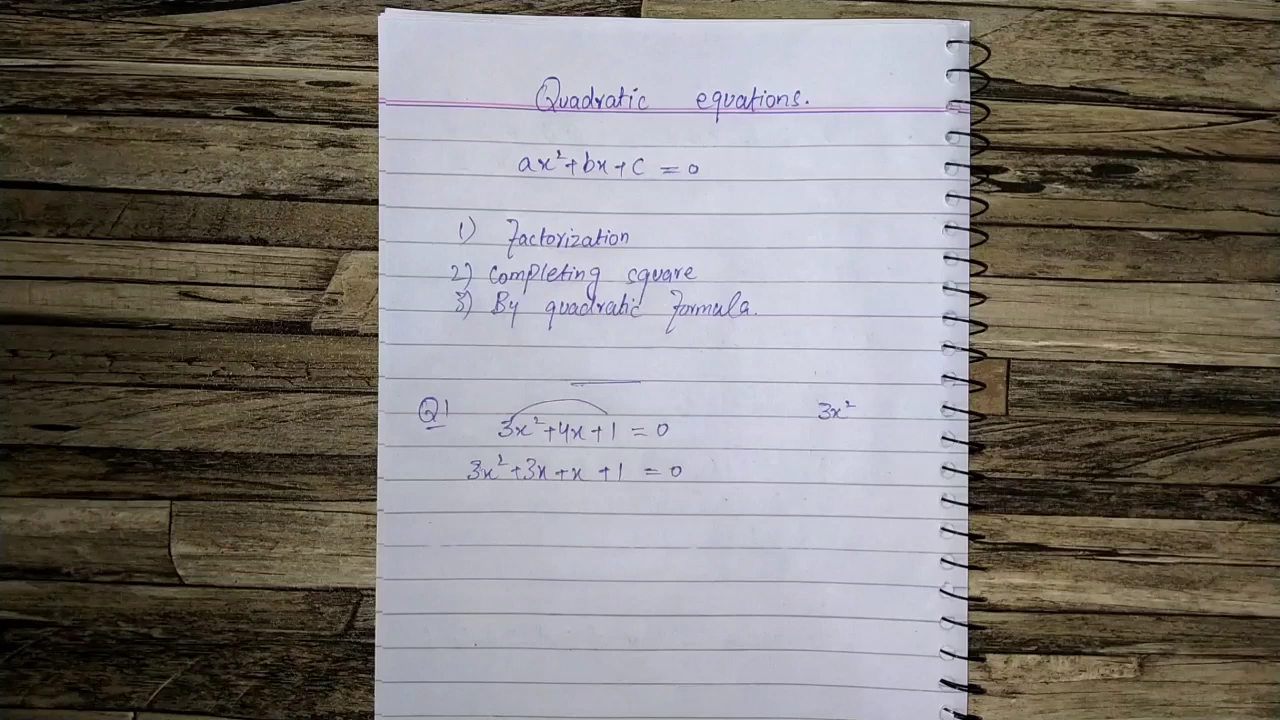 Quadratic equations.
ax²+bx+c = 0
1) Factorization
2) Completing square
3) By quadratic formula.
Q1
3x²+4x+1 = 0
3x²
3x²+3x+x+1 = 0